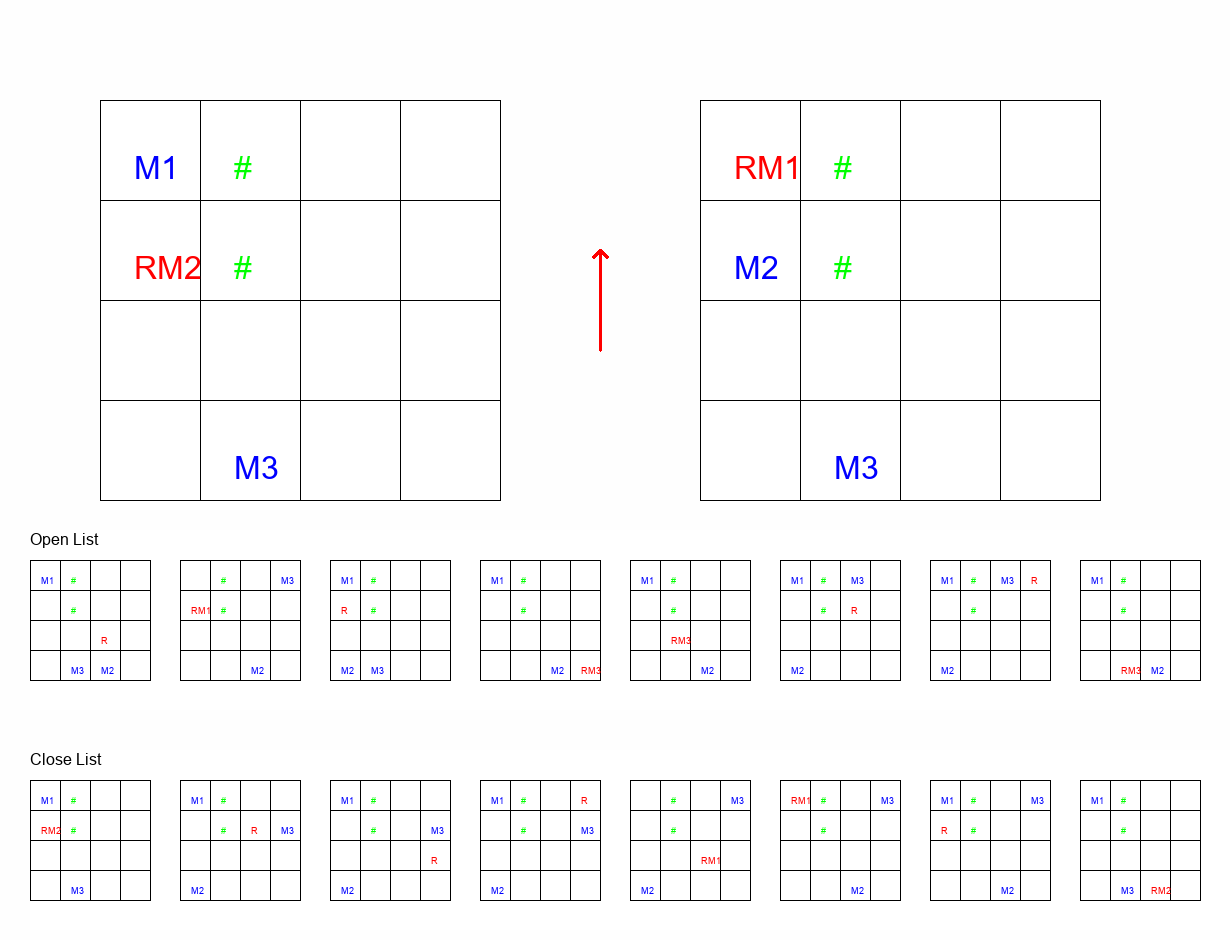 M1 # RM1 #
RM2 # M2 #
M3 M3
Open List
M1 # # M3 M1 # M1 # M1 # M1 # M3 M1 # M3 R M1 #
# RM1 # R # # # # R # #
R RM3
M3 M2 M2 M2 M3 M2 RM3 M2 M2 M2 RM3 M2
Close List
M1 # M1 # M1 # M1 # R # M3 RM1 # M3 M1 # M3 M1 #
RM2 # # R M3 # M3 # M3 # # R # #
R RM1
M3 M2 M2 M2 M2 M2 M2 M3 RM2